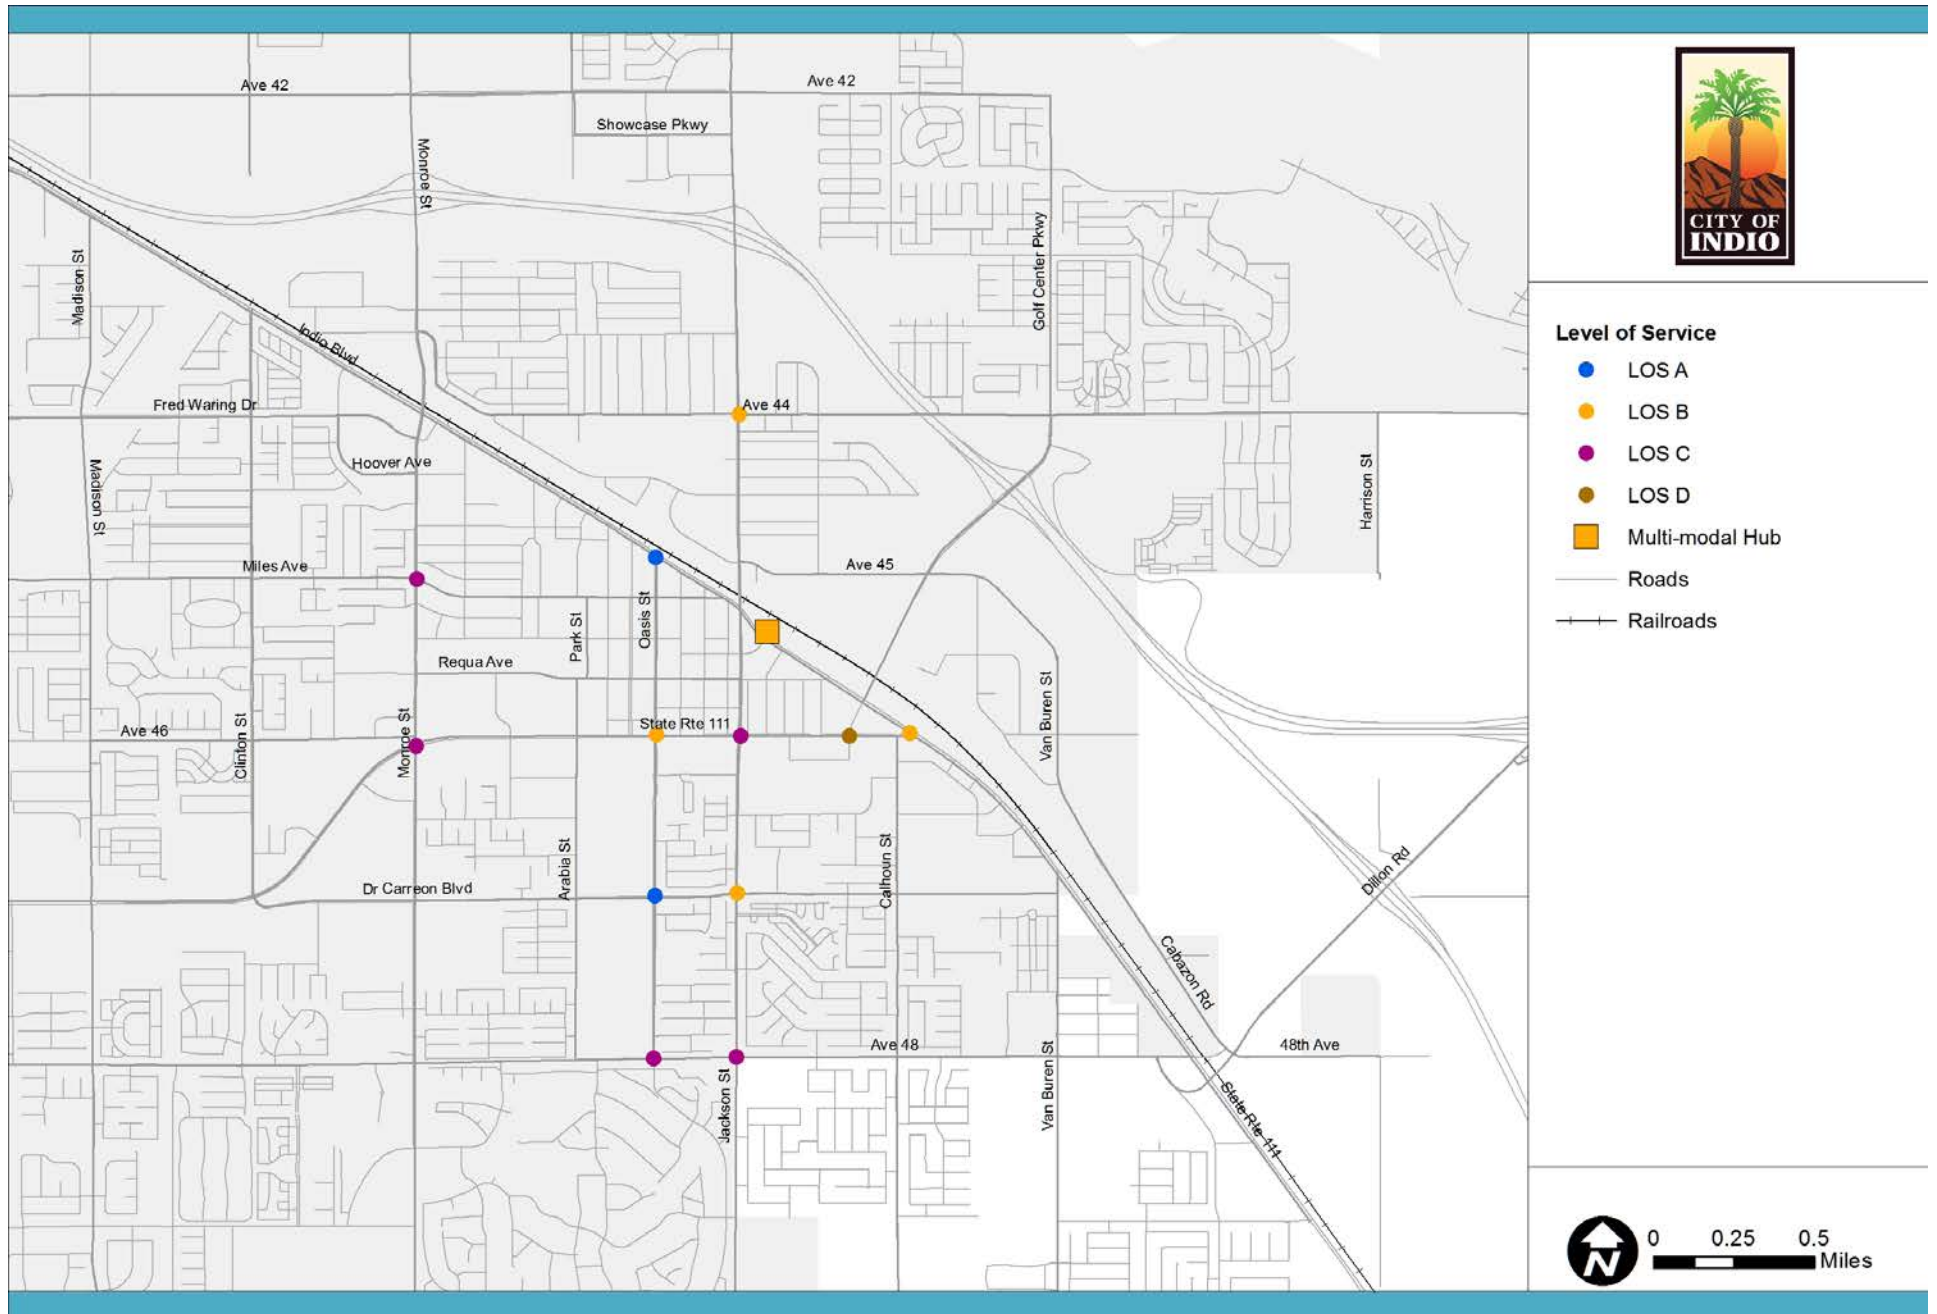 Ave 42
Ave 42
Showcase Pkwy
Monroe St
Golf Center Pkwy
Madison St
Indio Blvd
Fred Waring Dr
Ave 44
Hoover Ave
Madison St
Harrison St
Miles Ave
Ave 45
Oasis St
Park St
Requa Ave
Van Buren St
State Rte 111
Ave 46
Clinton St
Monroe St
Arabia St
Calhoun St
Dr Carreon Blvd
Dillon Rd
Cabazon Rd
Ave 48
48th Ave
Jackson St
Van Buren St
State Rte 111
CITY OF
INDIO
Level of Service
LOS A
LOS B
LOS C
LOS D
Multi-modal Hub
Roads
Railroads
N
0 0.25 0.5
Miles